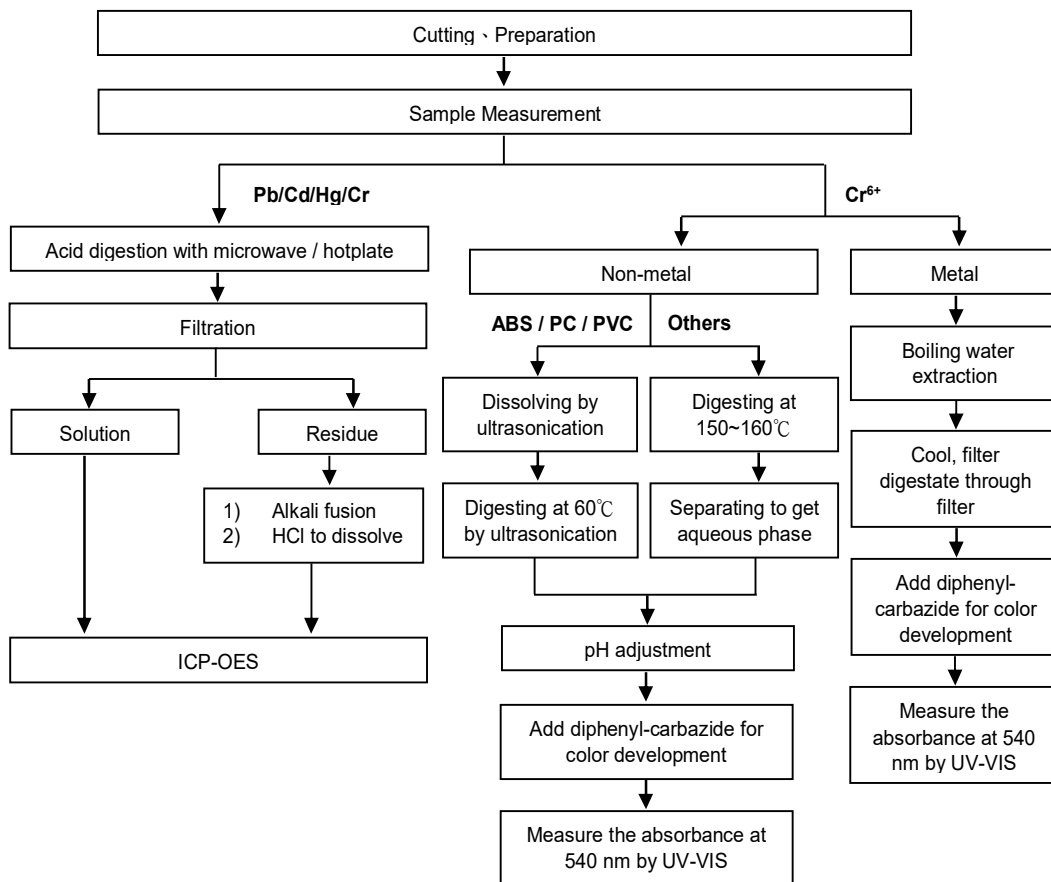 Cutting、Preparation
Sample Measurement
Pb/Cd/Hg/Cr
Cr⁶⁺
Acid digestion with microwave / hotplate
Filtration
Solution
Residue
1) Alkali fusion
2) HCl to dissolve
ICP-OES
Non-metal
ABS / PC / PVC
Others
Dissolving by
ultrasonication
Digesting at 60℃
by ultrasonication
Digesting at
150~160℃
Separating to get
aqueous phase
pH adjustment
Add diphenyl-carbazide for
color development
Measure the absorbance at
540 nm by UV-VIS
Metal
Boiling water
extraction
Cool, filter
digestate through
filter
Add diphenyl-
carbazide for color
development
Measure the
absorbance at 540
nm by UV-VIS